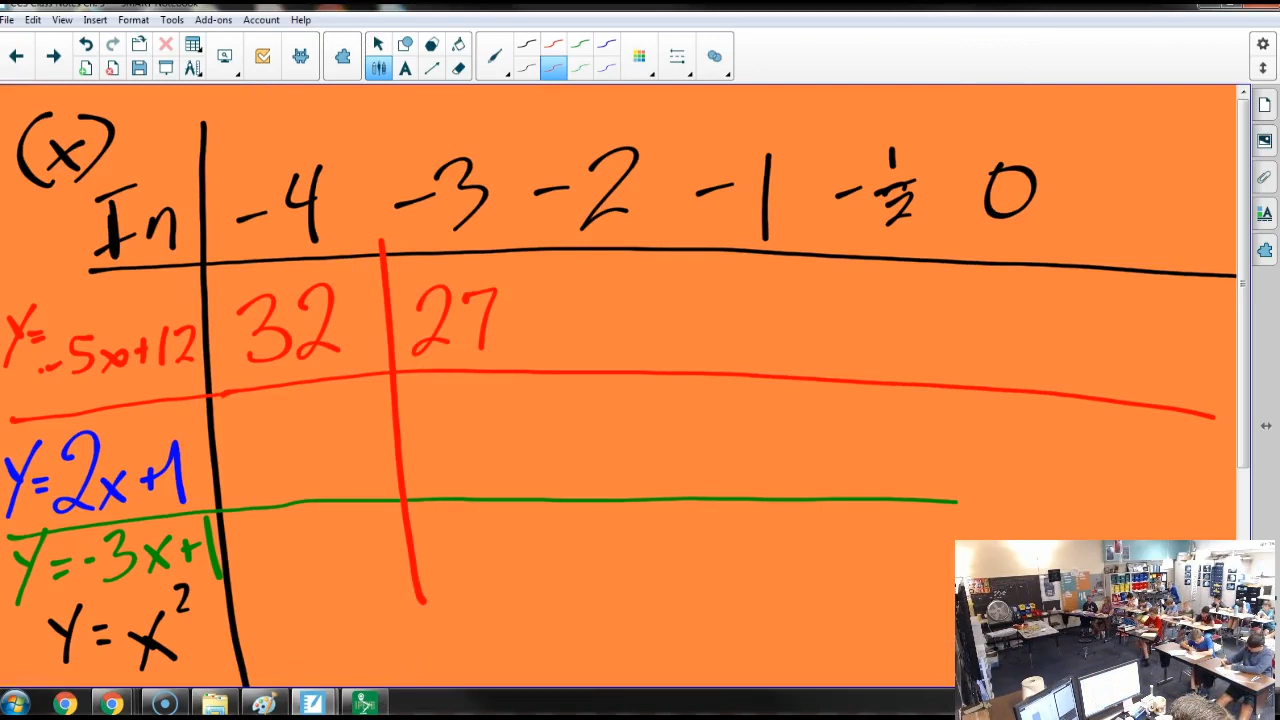 File Edit View Insert Format Tools Add-ons Account Help
(x)
In -4 -3 -2 -1 -1/2 0
y= -5x+12 32 27
y=2x+1
y=-3x+1
y=x²